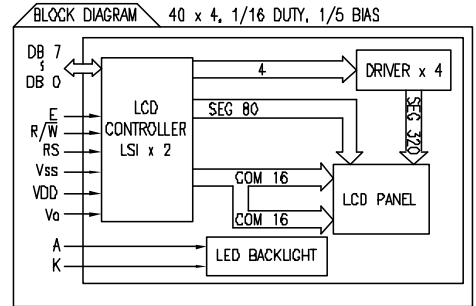 BLOCK DIAGRAM 40 x 4, 1/16 DUTY, 1/5 BIAS
DB 7
∫
DB 0
E
R/W̅
RS
Vss
VDD
Vo
A
K
LCD
CONTROLLER
LSI x 2
4
DRIVER x 4
SEG 80
SEG 320
COM 16
COM 16
LCD PANEL
LED BACKLIGHT